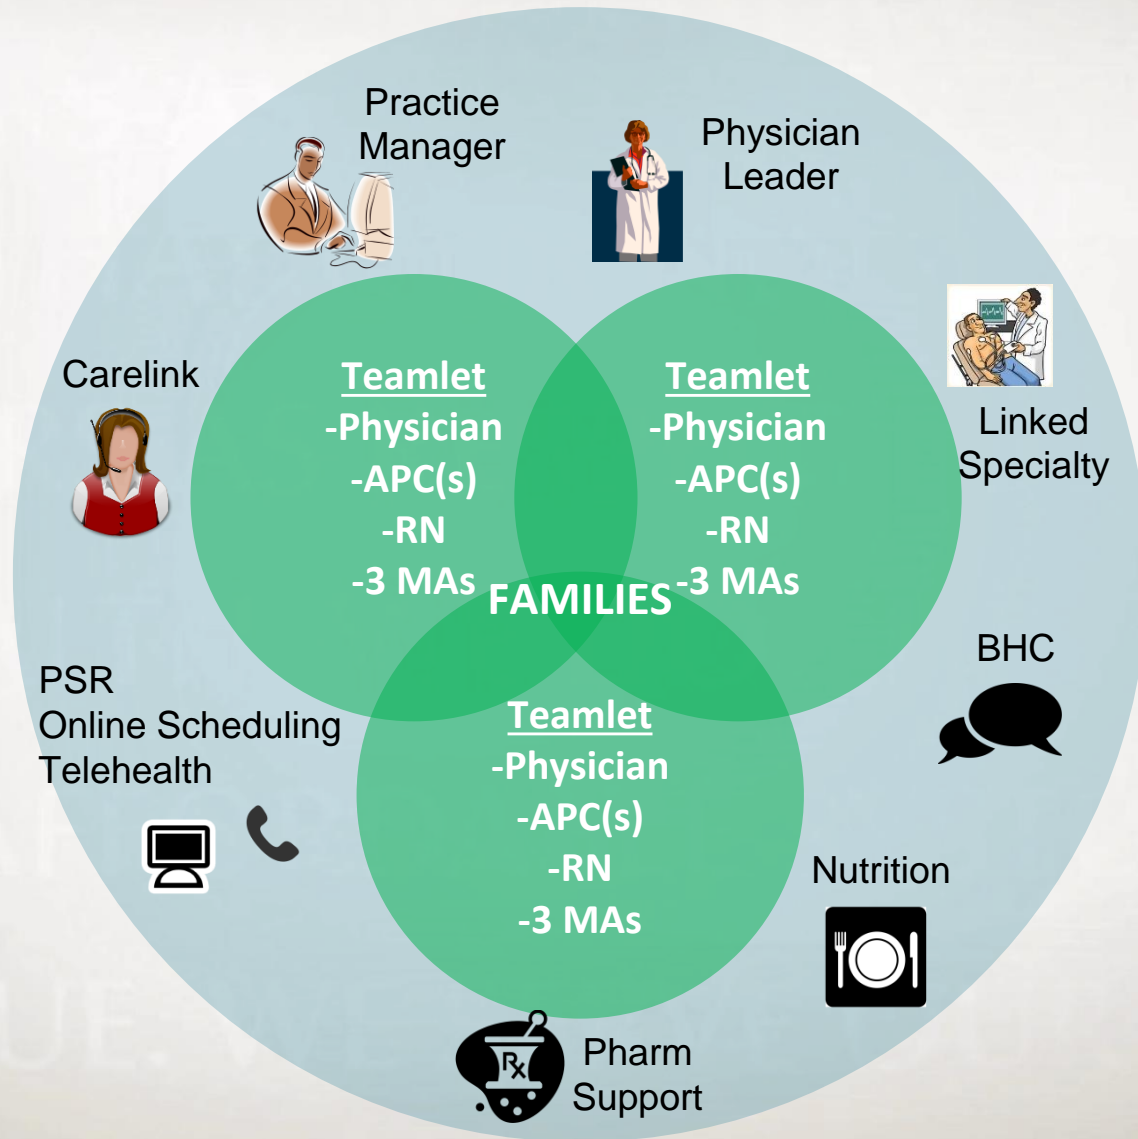 Practice
Manager
Physician
Leader
Carelink
Teamlet
-Physician
-APC(s)
-RN
-3 MAs
Teamlet
-Physician
-APC(s)
-RN
-3 MAs
Linked
Specialty
FAMILIES
BHC
PSR
Online Scheduling
Telehealth
Teamlet
-Physician
-APC(s)
-RN
-3 MAs
Nutrition
Rx
Pharm
Support